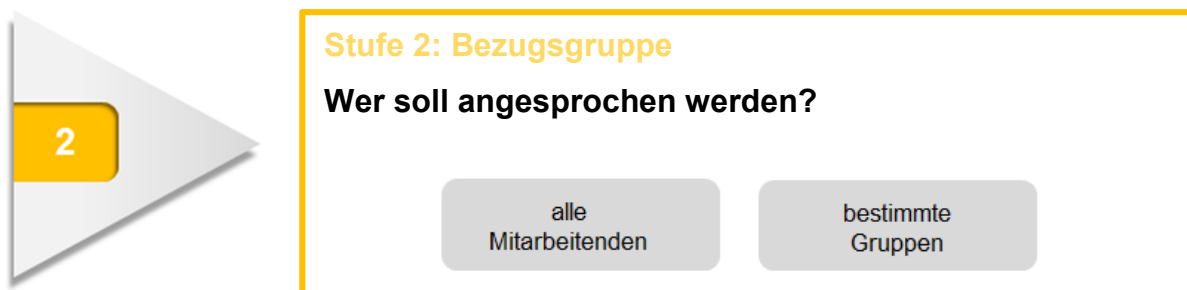 2
Stufe 2: Bezugsgruppe
Wer soll angesprochen werden?
alle
Mitarbeitenden
bestimmte
Gruppen